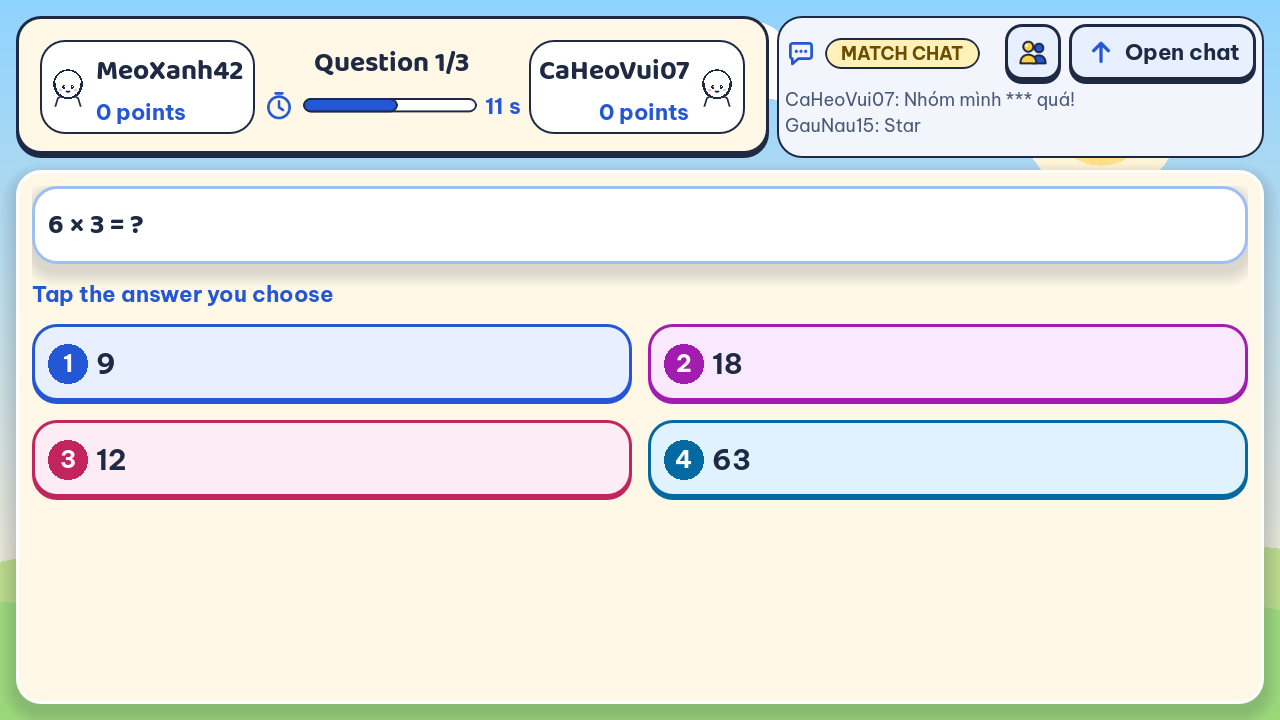 MeoXanh42
0 points
Question 1/3
11 s
CaHeoVui07
0 points
MATCH CHAT
Open chat
CaHeoVui07: Nhóm mình *** quá!
GauNau15: Star
6 × 3 = ?
Tap the answer you choose
1 9
2 18
3 12
4 63